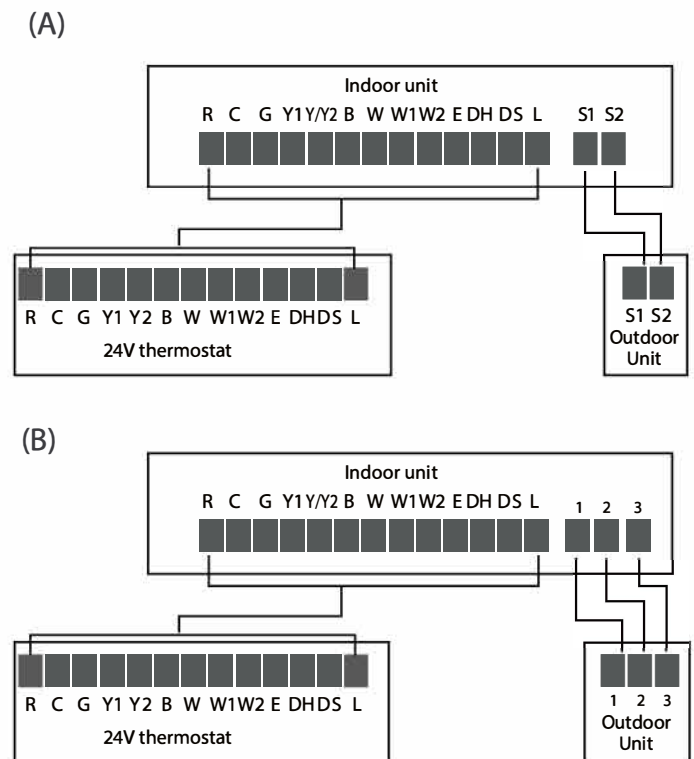 (A)
Indoor unit
R C G Y1 Y/Y2 B W W1 W2 E DH DS L S1 S2
R C G Y1 Y2 B W W1 W2 E DH DS L
24V thermostat
S1 S2
Outdoor
Unit
(B)
Indoor unit
R C G Y1 Y/Y2 B W W1 W2 E DH DS L 1 2 3
R C G Y1 Y2 B W W1 W2 E DH DS L
24V thermostat
1 2 3
Outdoor
Unit